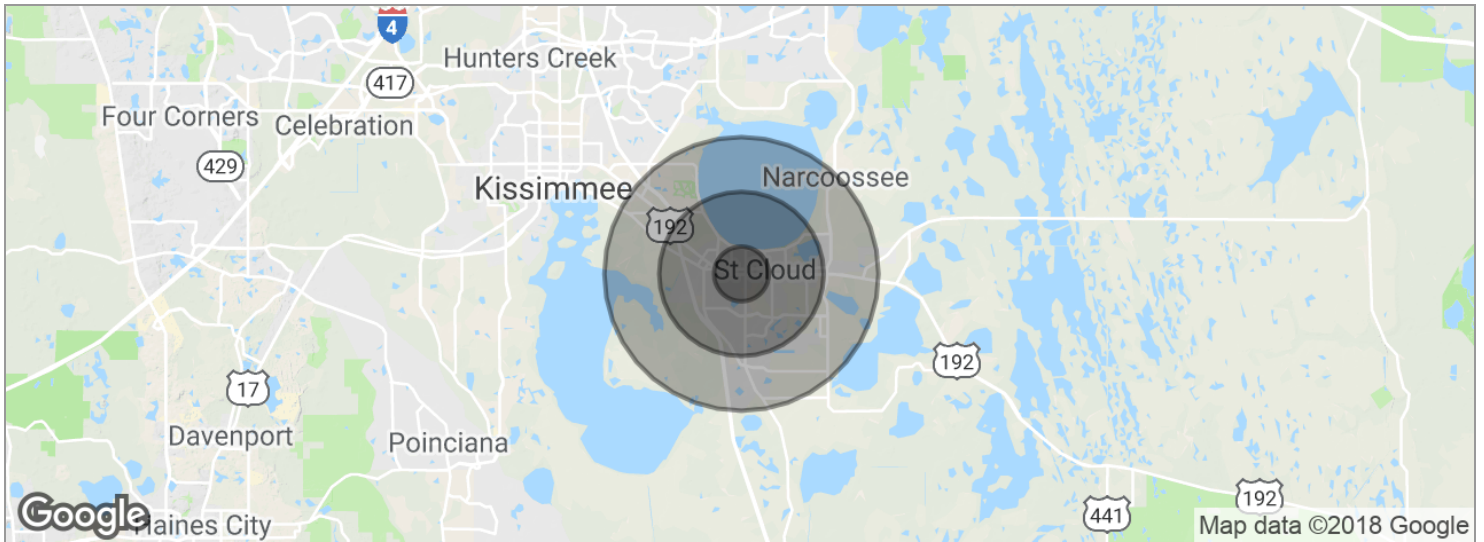 4
Hunters Creek
417
Four Corners
Celebration
429
Narcoossee
Kissimmee
192
St Cloud
192
17
Davenport
Poinciana
192
441
Google
Haines City
Map data ©2018 Google